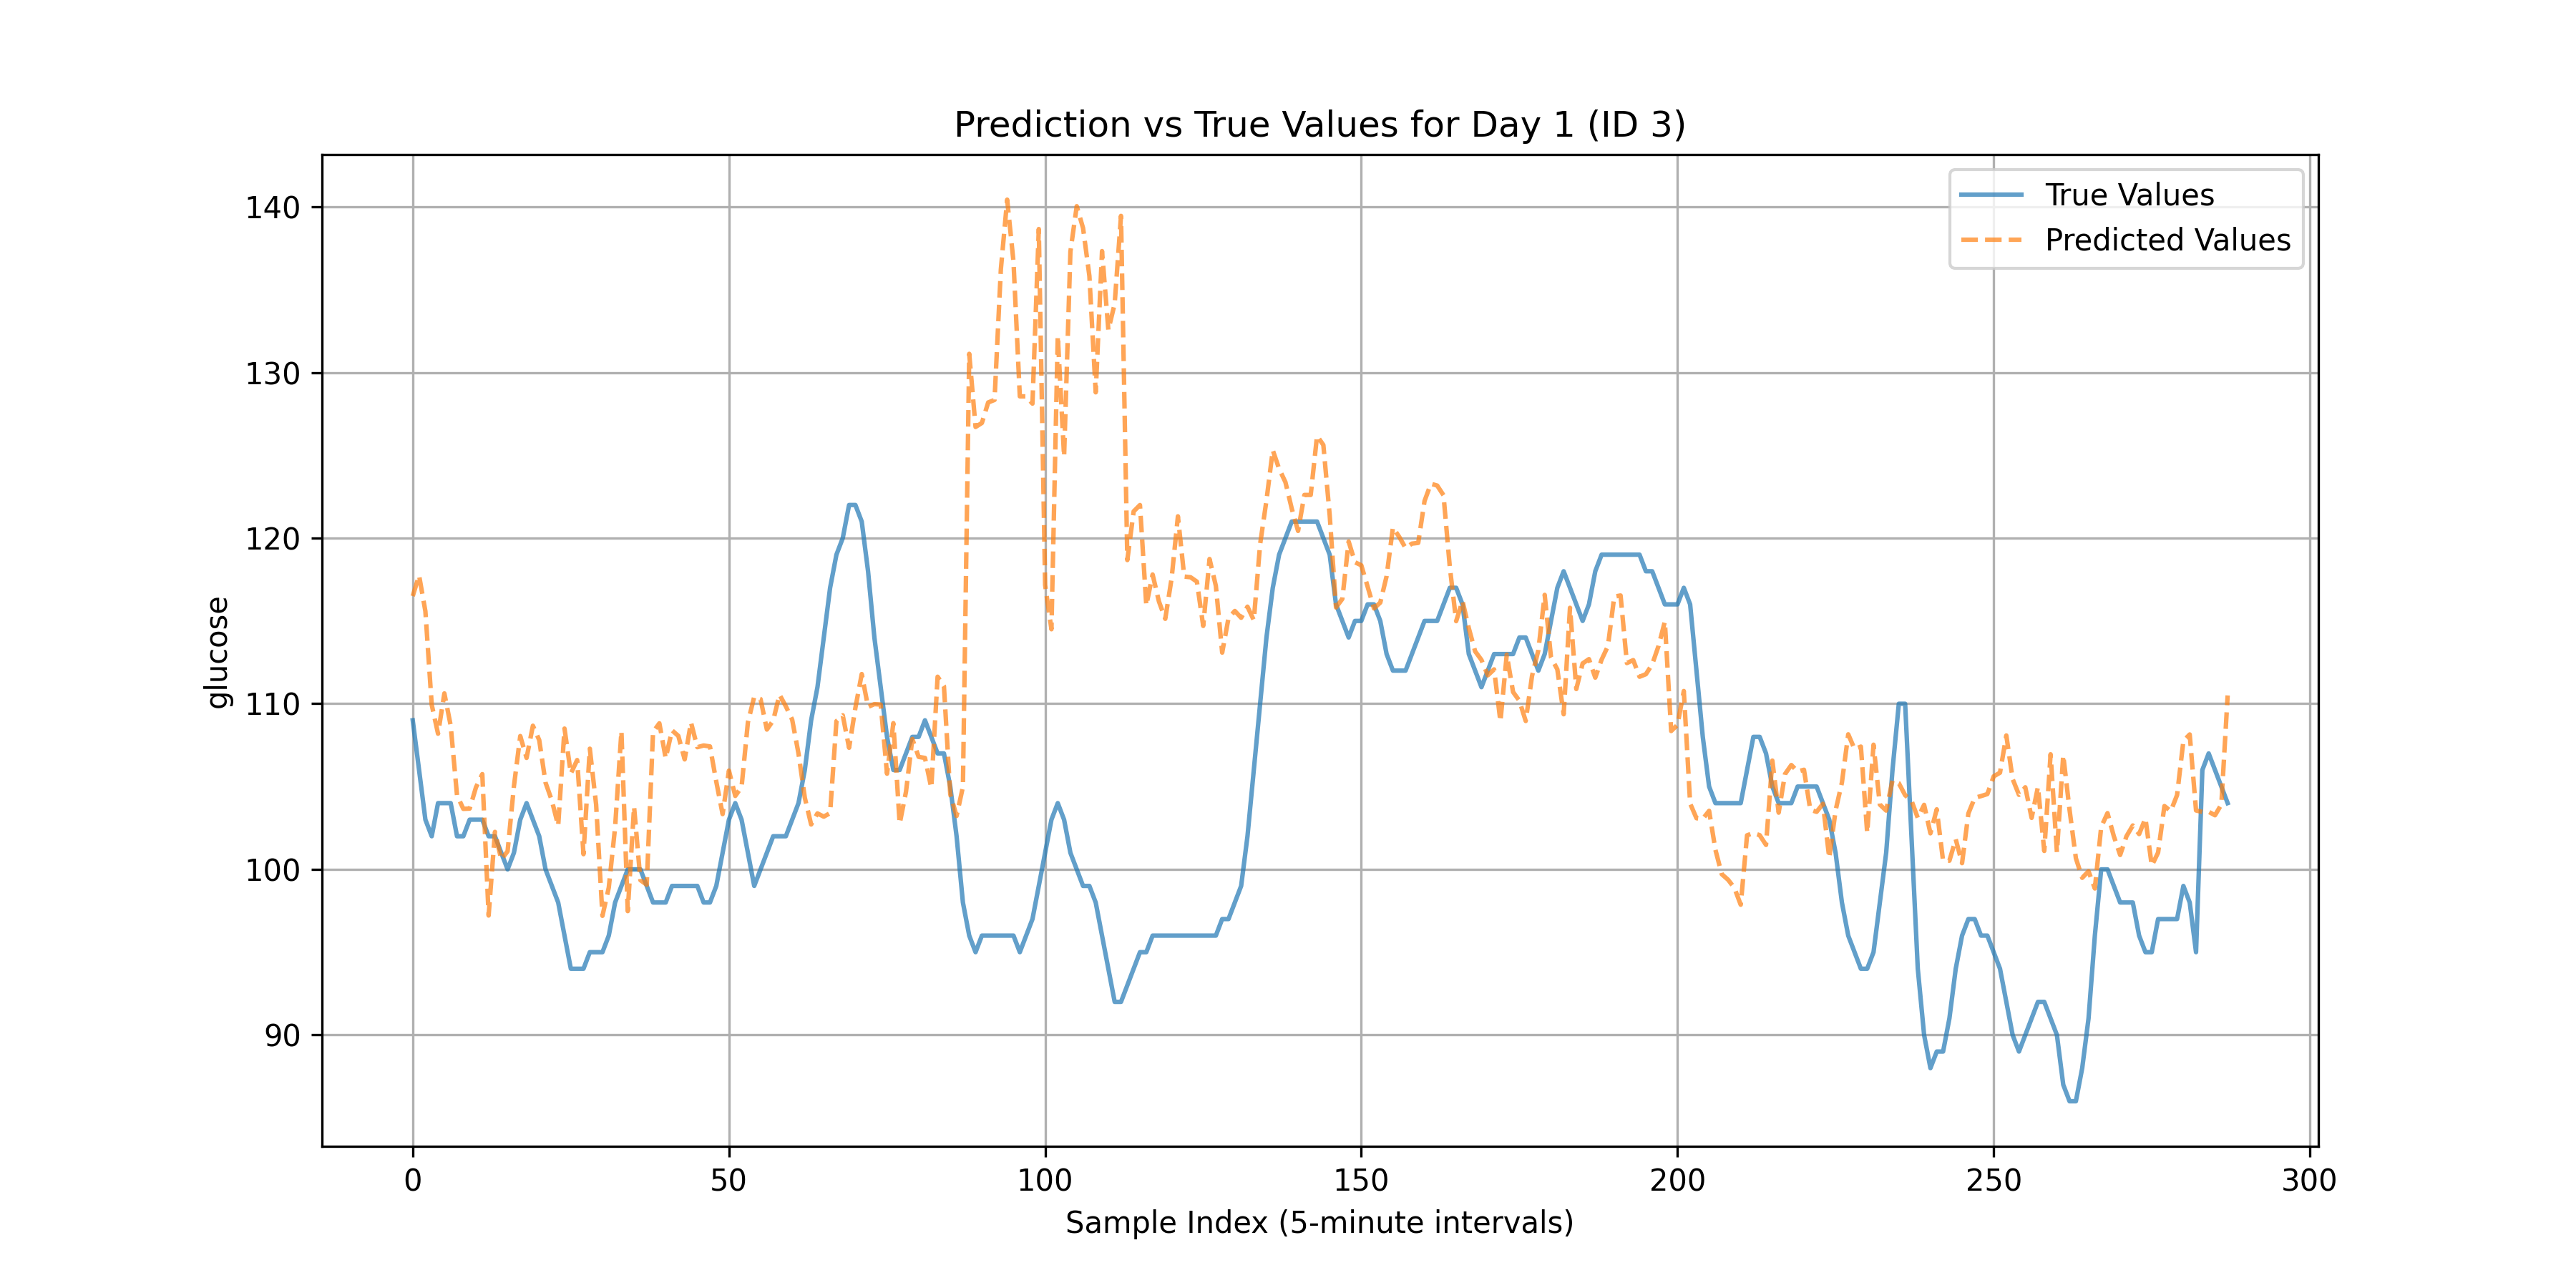 Prediction vs True Values for Day 1 (ID 3)
True Values
Predicted Values
140
130
120
110
100
90
glucose
0 50 100 150 200 250 300
Sample Index (5-minute intervals)